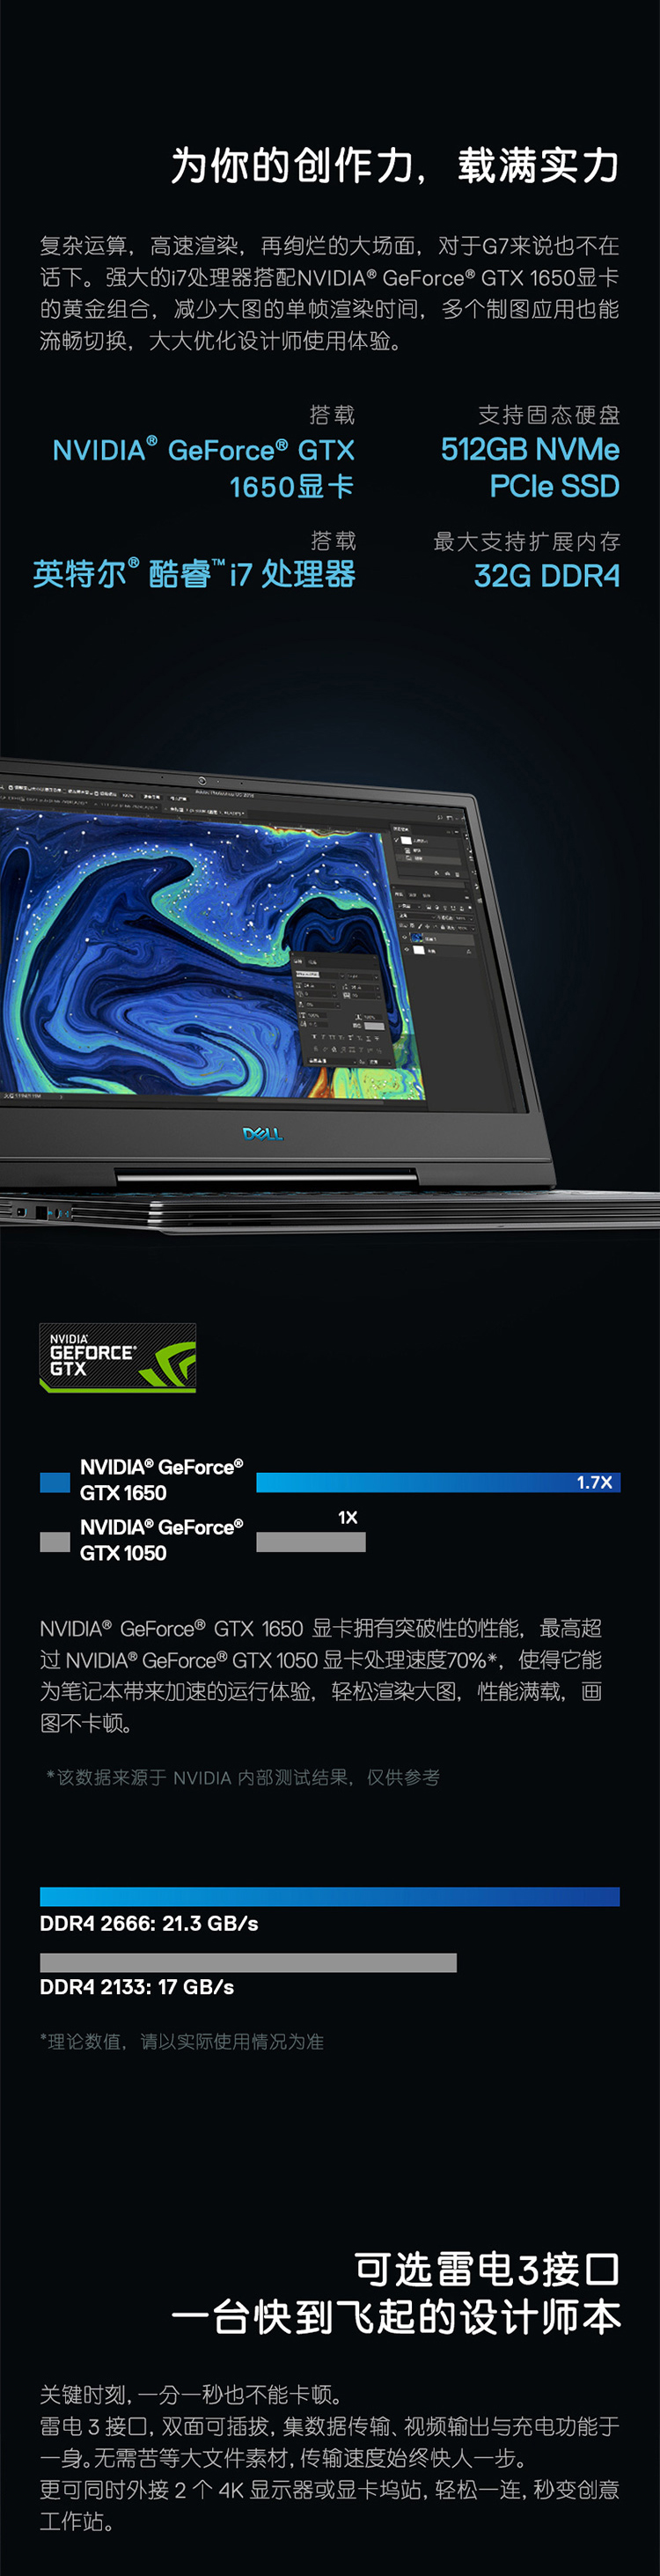 为你的创作力，载满实力
复杂运算，高速渲染，再绚烂的大场面，对于G7来说也不在
话下。强大的i7处理器搭配NVIDIA® GeForce® GTX 1650显卡
的黄金组合，减少大图的单帧渲染时间，多个制图应用也能
流畅切换，大大优化设计师使用体验。
搭载
NVIDIA® GeForce® GTX
1650显卡
支持固态硬盘
512GB NVMe
PCIe SSD
搭载
英特尔® 酷睿™ i7 处理器
最大支持扩展内存
32G DDR4
DELL
NVIDIA
GEFORCE®
GTX
NVIDIA® GeForce®
GTX 1650
1.7X
NVIDIA® GeForce®
GTX 1050
1X
NVIDIA® GeForce® GTX 1650 显卡拥有突破性的性能，最高超
过 NVIDIA® GeForce® GTX 1050 显卡处理速度70%*，使得它能
为笔记本带来加速的运行体验，轻松渲染大图，性能满载，画
图不卡顿。
*该数据来源于 NVIDIA 内部测试结果，仅供参考
DDR4 2666: 21.3 GB/s
DDR4 2133: 17 GB/s
*理论数值，请以实际使用情况为准
可选雷电3接口
一台快到飞起的设计师本
关键时刻，一分一秒也不能卡顿。
雷电 3 接口，双面可插拔，集数据传输、视频输出与充电功能于
一身。无需苦等大文件素材，传输速度始终快人一步。
更可同时外接 2 个 4K 显示器或显卡坞站，轻松一连，秒变创意
工作站。